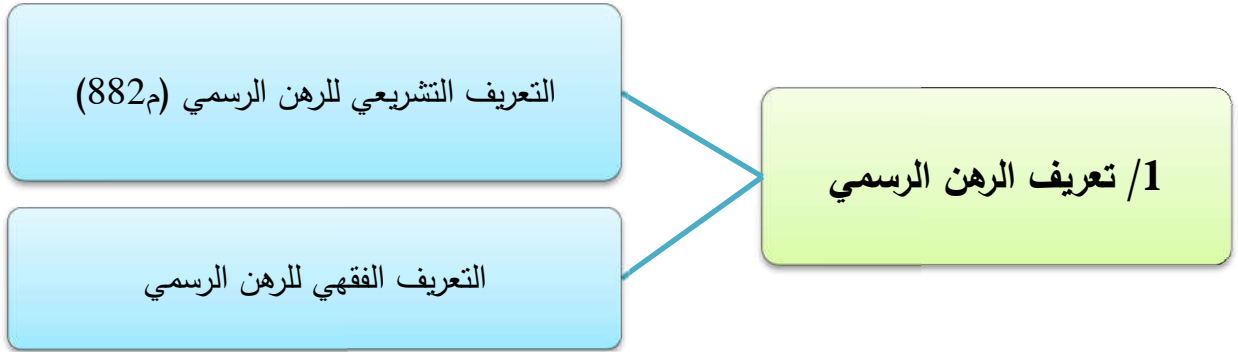 1/ تعريف الرهن الرسمي
التعريف التشريعي للرهن الرسمي (م882)
التعريف الفقهي للرهن الرسمي